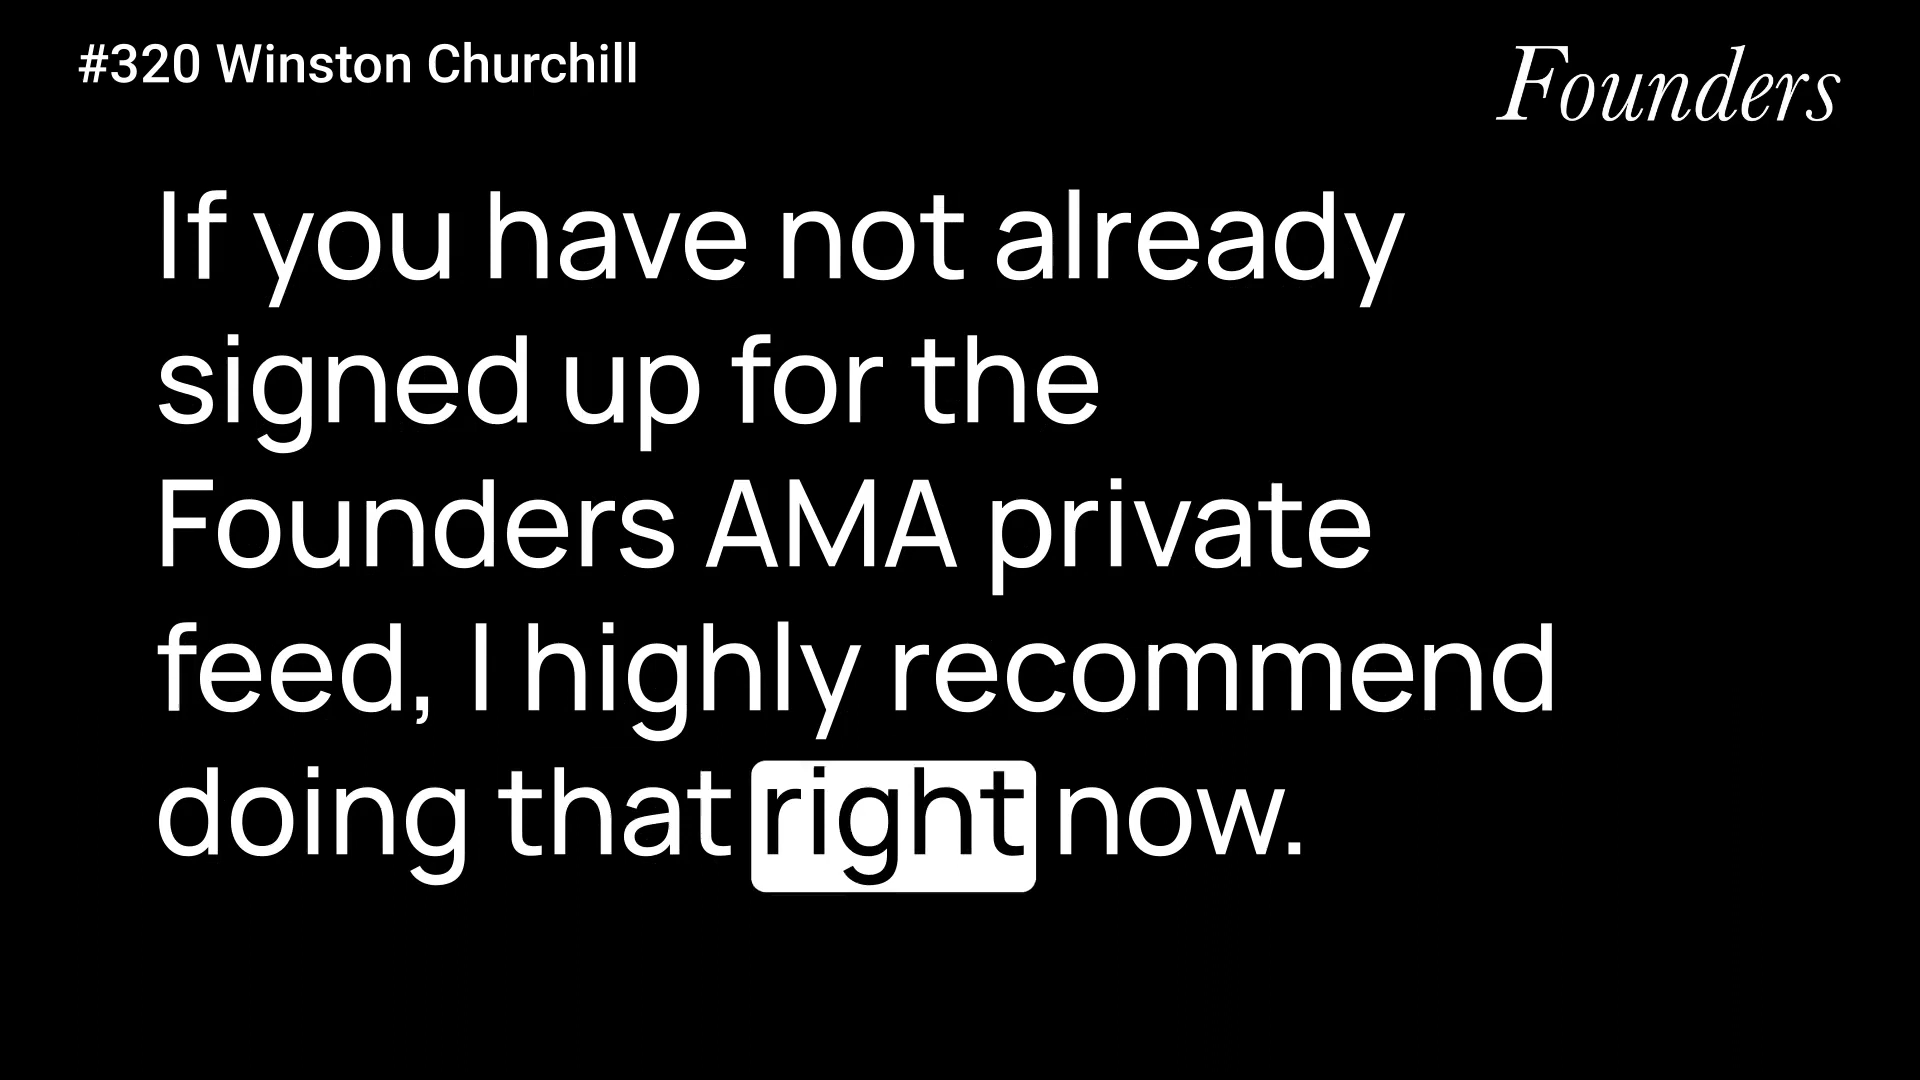 #320 Winston Churchill
Founders
If you have not already
signed up for the
Founders AMA private
feed, I highly recommend
doing that right now.